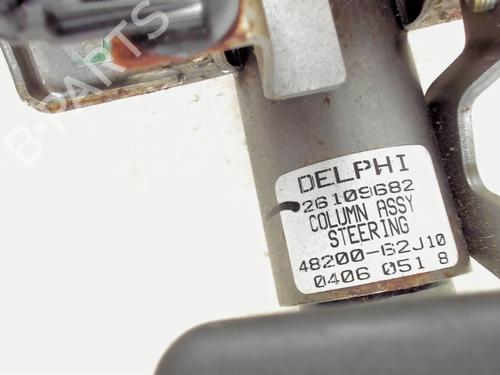 B-PARTS
DELPHI
26109682
COLUMN ASSY
STEERING
48200-62J10
0406 051 8